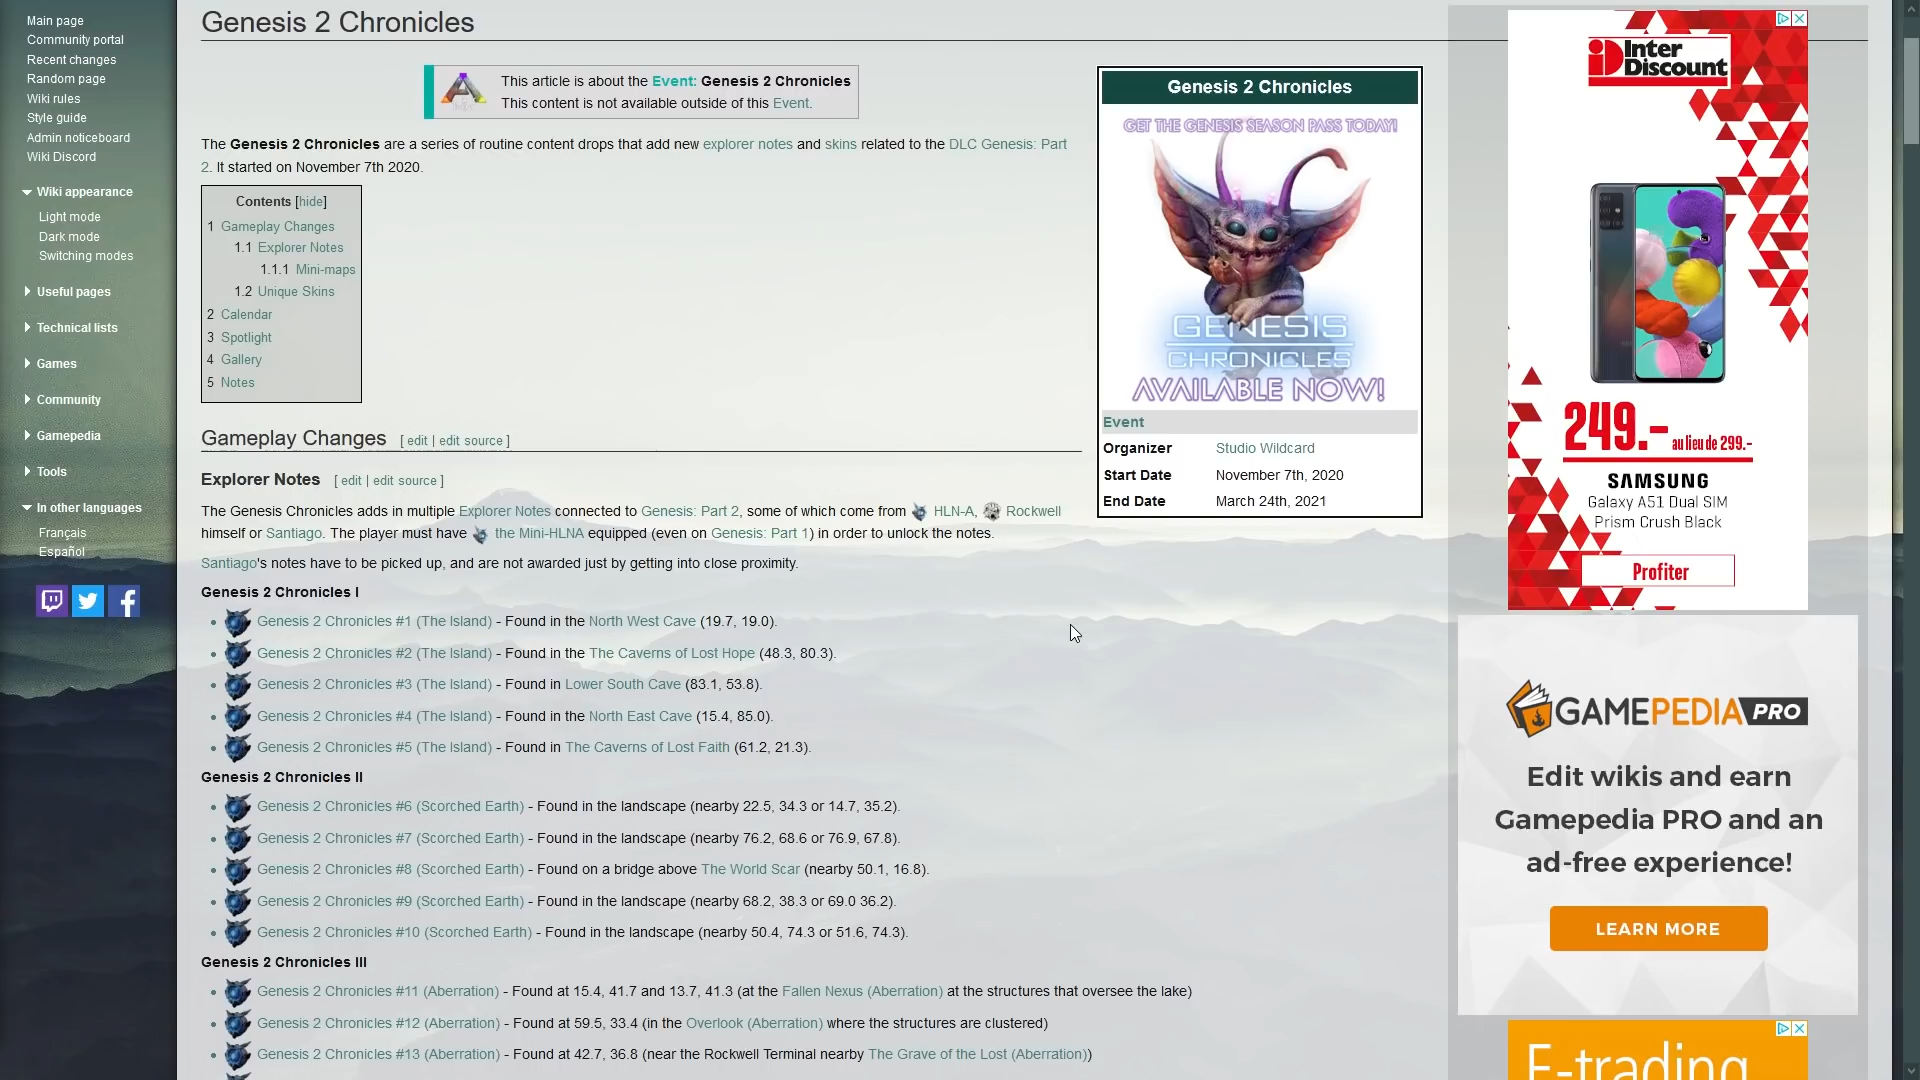 Main page
Community portal
Recent changes
Random page
Wiki rules
Style guide
Admin noticeboard
Wiki Discord
Wiki appearance
Light mode
Dark mode
Switching modes
Useful pages
Technical lists
Games
Community
Gamepedia
Tools
In other languages
Français
Español
Genesis 2 Chronicles
This article is about the Event: Genesis 2 Chronicles
This content is not available outside of this Event.
The Genesis 2 Chronicles are a series of routine content drops that add new explorer notes and skins related to the DLC Genesis: Part
2. It started on November 7th 2020.
Contents [hide]
1 Gameplay Changes
1.1 Explorer Notes
1.1.1 Mini-maps
1.2 Unique Skins
2 Calendar
3 Spotlight
4 Gallery
5 Notes
Gameplay Changes [ edit | edit source ]
Explorer Notes [ edit | edit source ]
The Genesis Chronicles adds in multiple Explorer Notes connected to Genesis: Part 2, some of which come from HLN-A, Rockwell
himself or Santiago. The player must have the Mini-HLNA equipped (even on Genesis: Part 1) in order to unlock the notes.
Santiago's notes have to be picked up, and are not awarded just by getting into close proximity.
Genesis 2 Chronicles I
Genesis 2 Chronicles #1 (The Island) - Found in the North West Cave (19.7, 19.0).
Genesis 2 Chronicles #2 (The Island) - Found in the The Caverns of Lost Hope (48.3, 80.3).
Genesis 2 Chronicles #3 (The Island) - Found in Lower South Cave (83.1, 53.8).
Genesis 2 Chronicles #4 (The Island) - Found in the North East Cave (15.4, 85.0).
Genesis 2 Chronicles #5 (The Island) - Found in The Caverns of Lost Faith (61.2, 21.3).
Genesis 2 Chronicles II
Genesis 2 Chronicles #6 (Scorched Earth) - Found in the landscape (nearby 22.5, 34.3 or 14.7, 35.2).
Genesis 2 Chronicles #7 (Scorched Earth) - Found in the landscape (nearby 76.2, 68.6 or 76.9, 67.8).
Genesis 2 Chronicles #8 (Scorched Earth) - Found on a bridge above The World Scar (nearby 50.1, 16.8).
Genesis 2 Chronicles #9 (Scorched Earth) - Found in the landscape (nearby 68.2, 38.3 or 69.0 36.2).
Genesis 2 Chronicles #10 (Scorched Earth) - Found in the landscape (nearby 50.4, 74.3 or 51.6, 74.3).
Genesis 2 Chronicles III
Genesis 2 Chronicles #11 (Aberration) - Found at 15.4, 41.7 and 13.7, 41.3 (at the Fallen Nexus (Aberration) at the structures that oversee the lake)
Genesis 2 Chronicles #12 (Aberration) - Found at 59.5, 33.4 (in the Overlook (Aberration) where the structures are clustered)
Genesis 2 Chronicles #13 (Aberration) - Found at 42.7, 36.8 (near the Rockwell Terminal nearby The Grave of the Lost (Aberration))
Genesis 2 Chronicles
GET THE GENESIS SEASON PASS TODAY!
GENESIS
CHRONICLES
AVAILABLE NOW!
Event
Organizer Studio Wildcard
Start Date November 7th, 2020
End Date March 24th, 2021
iD Inter
Discount
249.- au lieu de 299.-
SAMSUNG
Galaxy A51 Dual SIM
Prism Crush Black
Profiter
GAMEPEDIA PRO
Edit wikis and earn
Gamepedia PRO and an
ad-free experience!
LEARN MORE
E-trading